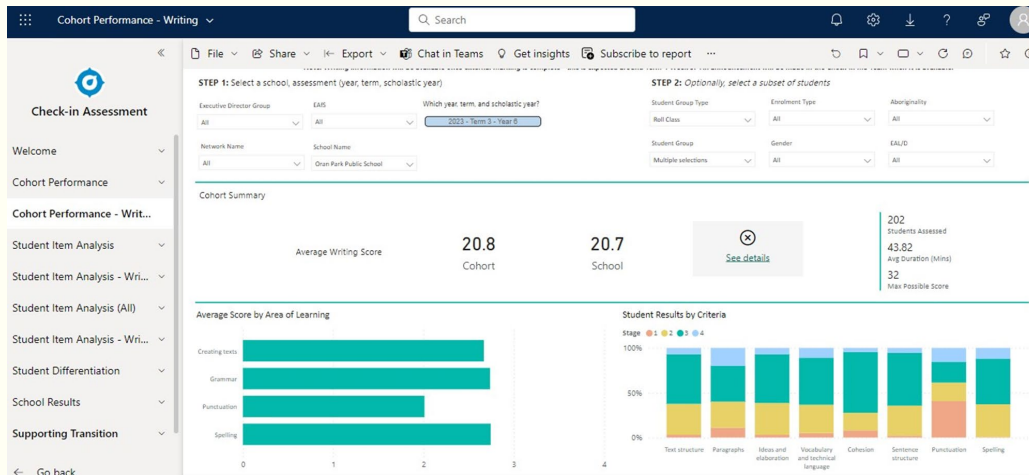 Cohort Performance - Writing
Search
Check-in Assessment
Welcome
Cohort Performance
Cohort Performance - Writ...
Student Item Analysis
Student Item Analysis - Wri...
Student Item Analysis (All)
Student Item Analysis - Wri...
Student Differentiation
School Results
Supporting Transition
Go back
File Share Export Chat in Teams Get insights Subscribe to report ...
STEP 1: Select a school, assessment (year, term, scholastic year)
Executive Director Group
All
EAfS
All
Which year, term, and scholastic year?
2023 - Term 3 - Year 6
Network Name
All
School Name
Oran Park Public School
STEP 2: Optionally, select a subset of students
Student Group Type
Roll Class
Enrolment Type
All
Aboriginality
All
Student Group
Multiple selections
Gender
All
EAL/D
All
Cohort Summary
Average Writing Score
20.8
Cohort
20.7
School
See details
202
Students Assessed
43.82
Avg Duration (Mins)
32
Max Possible Score
Average Score by Area of Learning
Creating texts
Grammar
Punctuation
Spelling
0 1 2 3 4
Student Results by Criteria
Stage 1 2 3 4
100%
50%
0%
Text structure
Paragraphs
Ideas and
elaboration
Vocabulary
and technical
language
Cohesion
Sentence
structure
Punctuation
Spelling